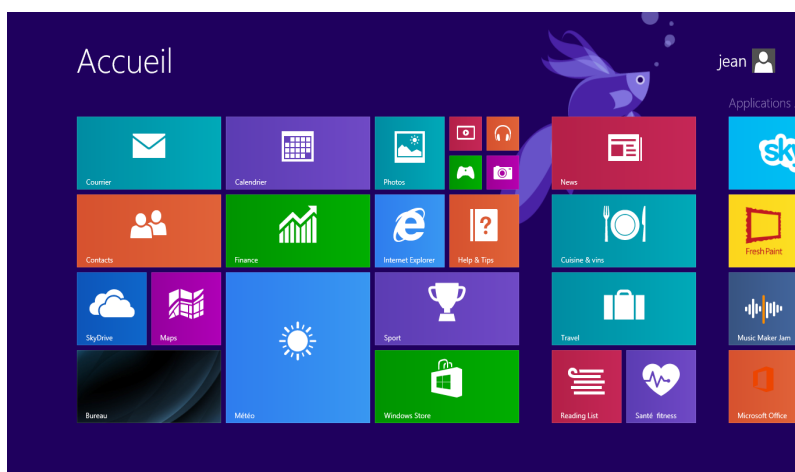 Accueil
jean
Applications
Courrier
Calendrier
Photos
News
sky
Contacts
Finance
Internet Explorer
Help & Tips
Cuisine & vins
Fresh Paint
SkyDrive
Maps
Sport
Travel
Music Maker Jam
Bureau
Météo
Windows Store
Reading List
Santé fitness
Microsoft Office